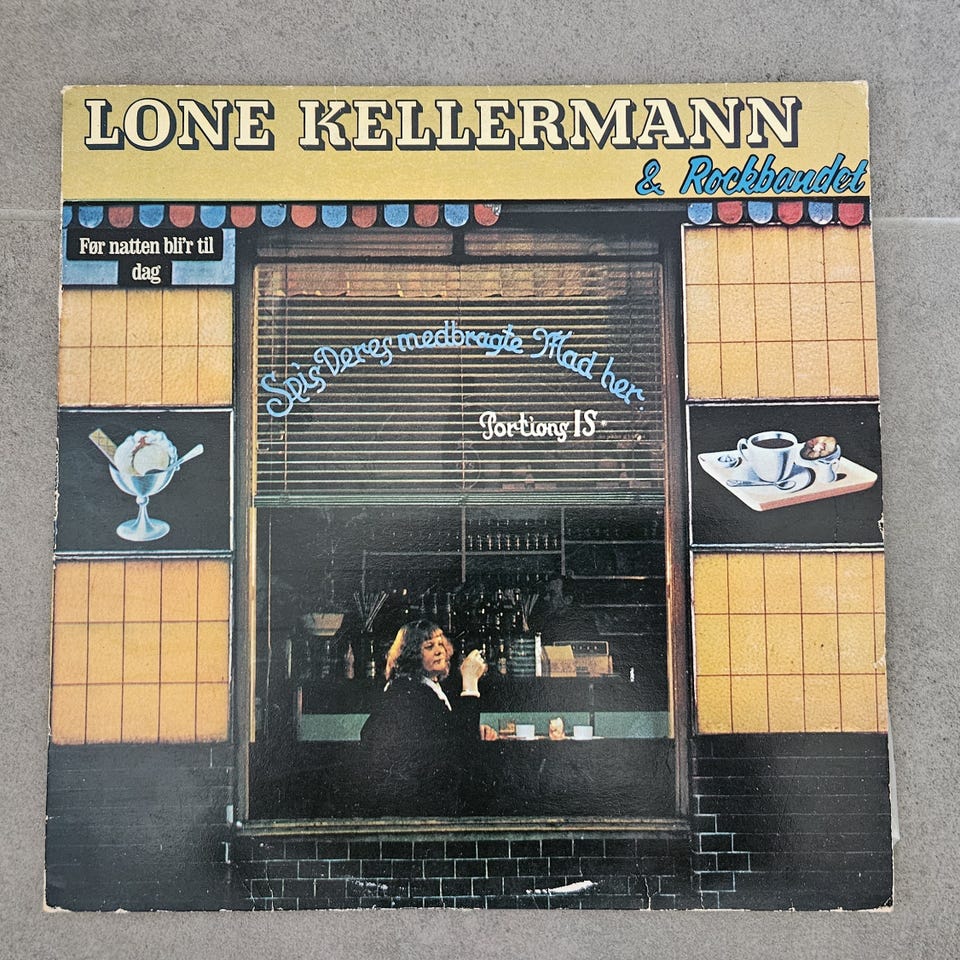 LONE KELLERMANN
& Rockbandet
Før natten bli'r til
dag
Spis Deres medbragte Mad her.
Portions IS